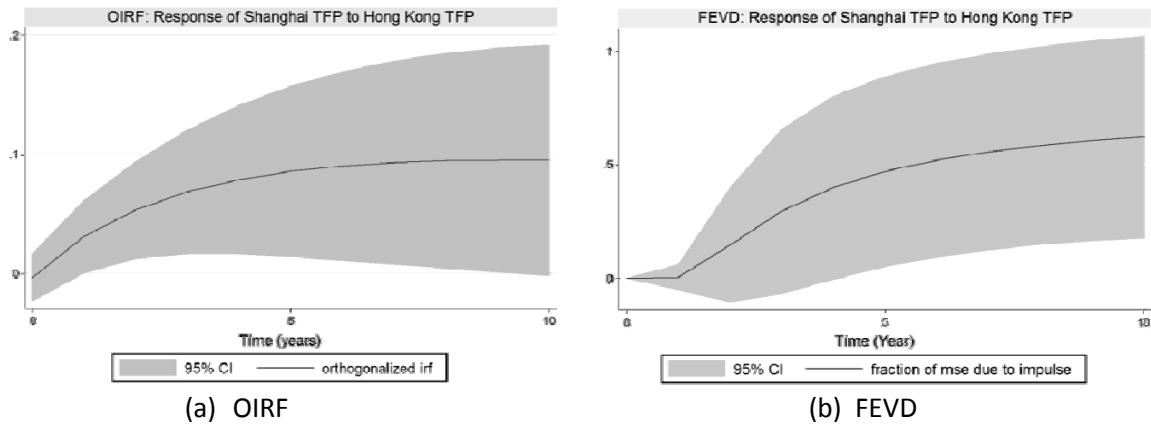 OIRF: Response of Shanghai TFP to Hong Kong TFP
.2
.1
0
0
5
10
Time (years)
95% CI
orthogonalized irf
(a) OIRF
FEVD: Response of Shanghai TFP to Hong Kong TFP
1
.5
0
0
5
10
Time (Year)
95% CI
fraction of mse due to impulse
(b) FEVD